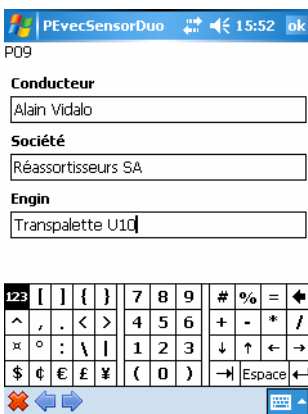 PEvecSensorDuo 15:52 ok
P09
Conducteur
Alain Vidalo
Société
Réassortisseurs SA
Engin
Transpalette U10
123 [ ] { } 7 8 9 # % =
^ , . < > 4 5 6 + - * /
¤ ° : \ | 1 2 3 ↓ ↑ ← →
$ ¢ € £ ¥ ( 0 ) Espace